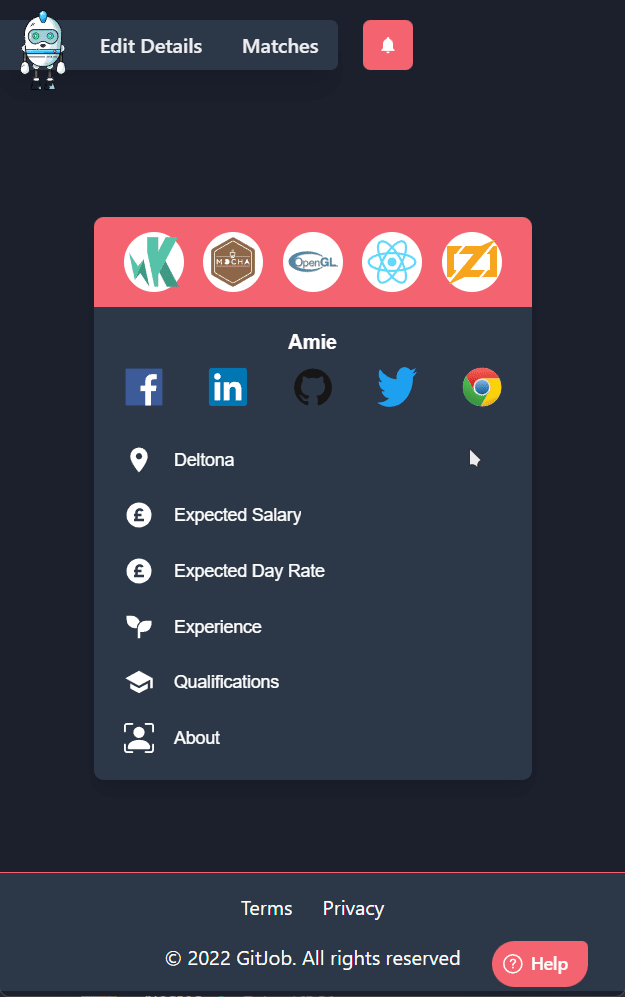 Edit Details Matches
MOCHA
OpenGL
Amie
Deltona
Expected Salary
Expected Day Rate
Experience
Qualifications
About
Terms Privacy
© 2022 GitJob. All rights reserved
Help